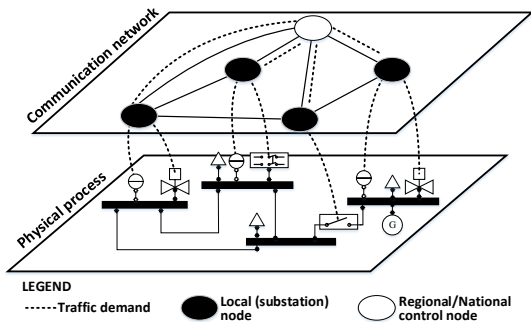 Communication network
Physical process
G
LEGEND
Traffic demand
Local (substation)
node
Regional/National
control node